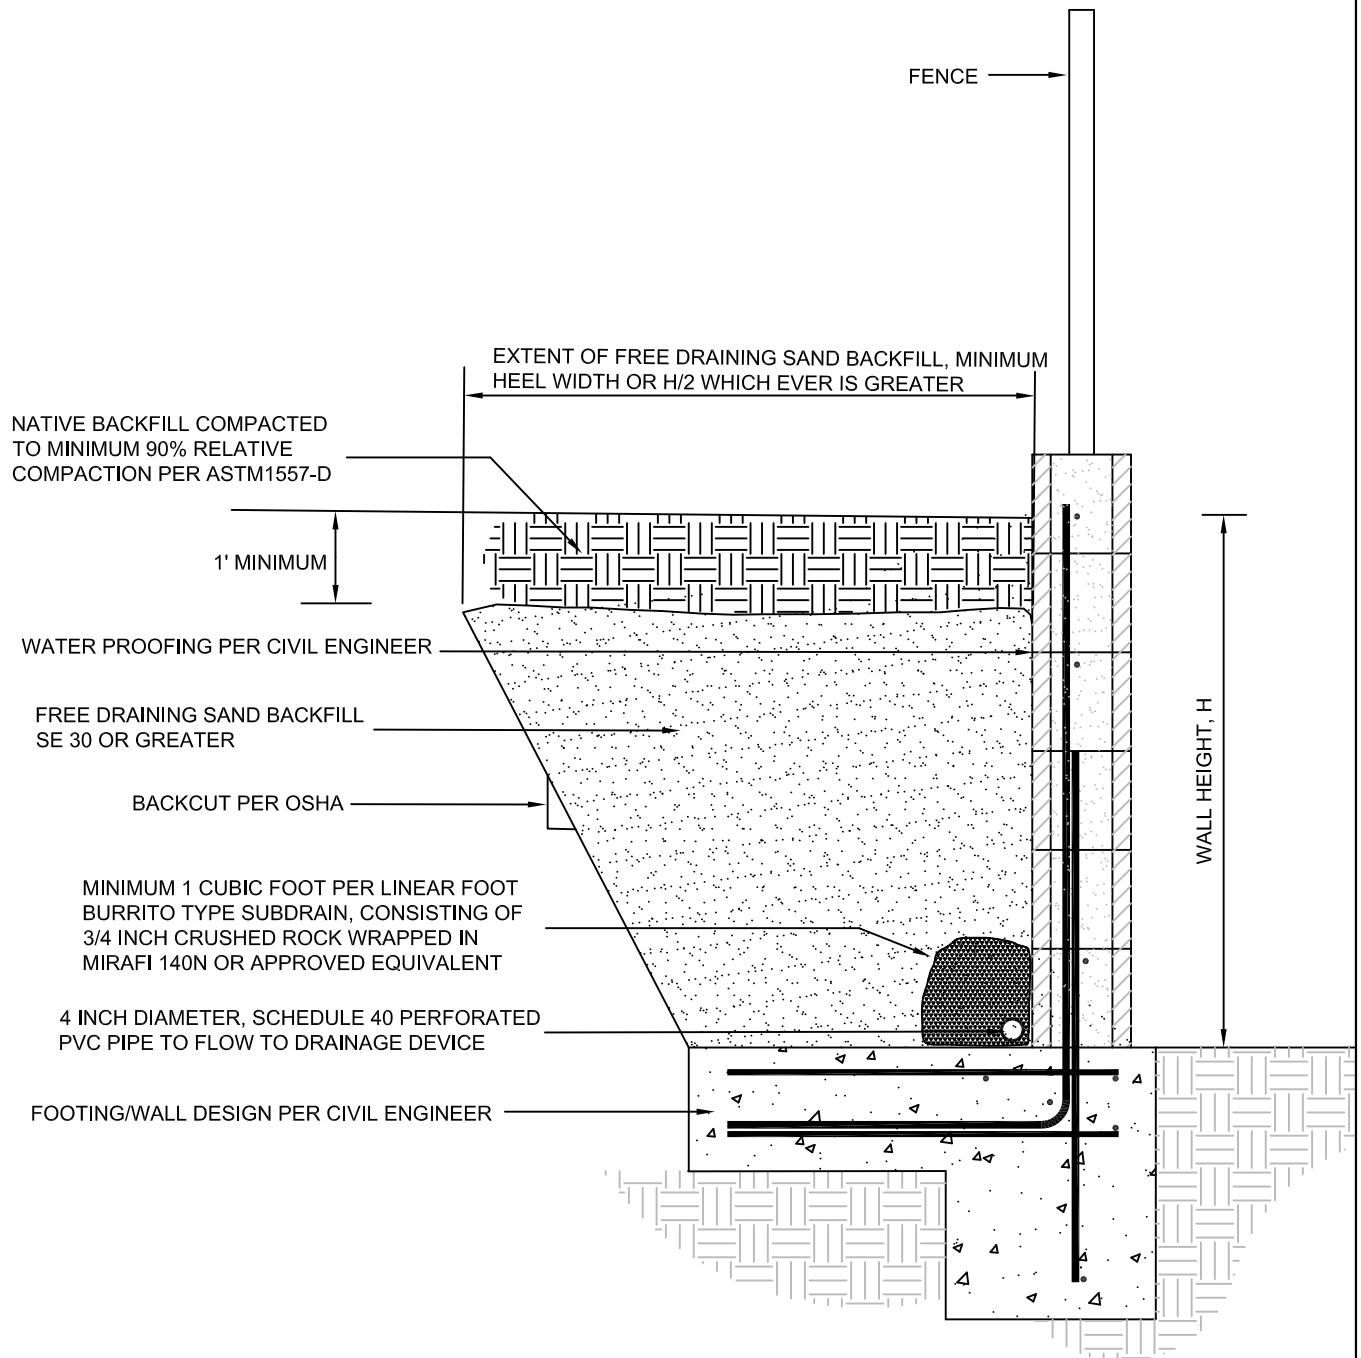 FENCE
EXTENT OF FREE DRAINING SAND BACKFILL, MINIMUM
HEEL WIDTH OR H/2 WHICH EVER IS GREATER
NATIVE BACKFILL COMPACTED
TO MINIMUM 90% RELATIVE
COMPACTION PER ASTM1557-D
1' MINIMUM
WATER PROOFING PER CIVIL ENGINEER
FREE DRAINING SAND BACKFILL
SE 30 OR GREATER
BACKCUT PER OSHA
WALL HEIGHT, H
MINIMUM 1 CUBIC FOOT PER LINEAR FOOT
BURRITO TYPE SUBDRAIN, CONSISTING OF
3/4 INCH CRUSHED ROCK WRAPPED IN
MIRAFI 140N OR APPROVED EQUIVALENT
4 INCH DIAMETER, SCHEDULE 40 PERFORATED
PVC PIPE TO FLOW TO DRAINAGE DEVICE
FOOTING/WALL DESIGN PER CIVIL ENGINEER